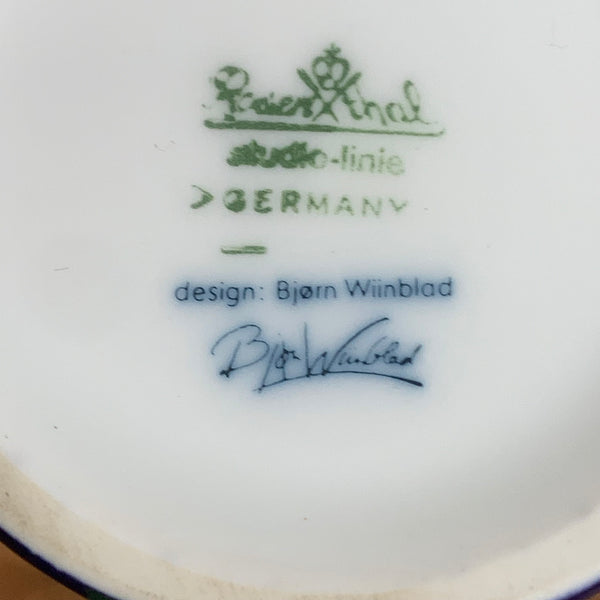 Rosenthal
studio-linie
> GERMANY
design: Bjørn Wiinblad
Bjørn Wiinblad